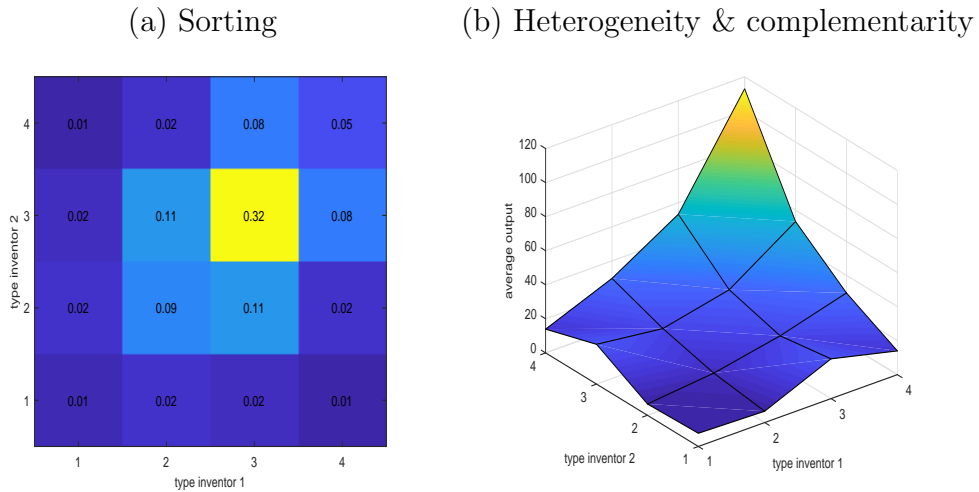 (a) Sorting
(b) Heterogeneity & complementarity
4 0.01 0.02 0.08 0.05
3 0.02 0.11 0.32 0.08
2 0.02 0.09 0.11 0.02
1 0.01 0.02 0.02 0.01
1 2 3 4
type inventor 1
type inventor 2
120
100
80
60
40
20
0
average output
4
3
2
1
type inventor 2
1
2
3
4
type inventor 1